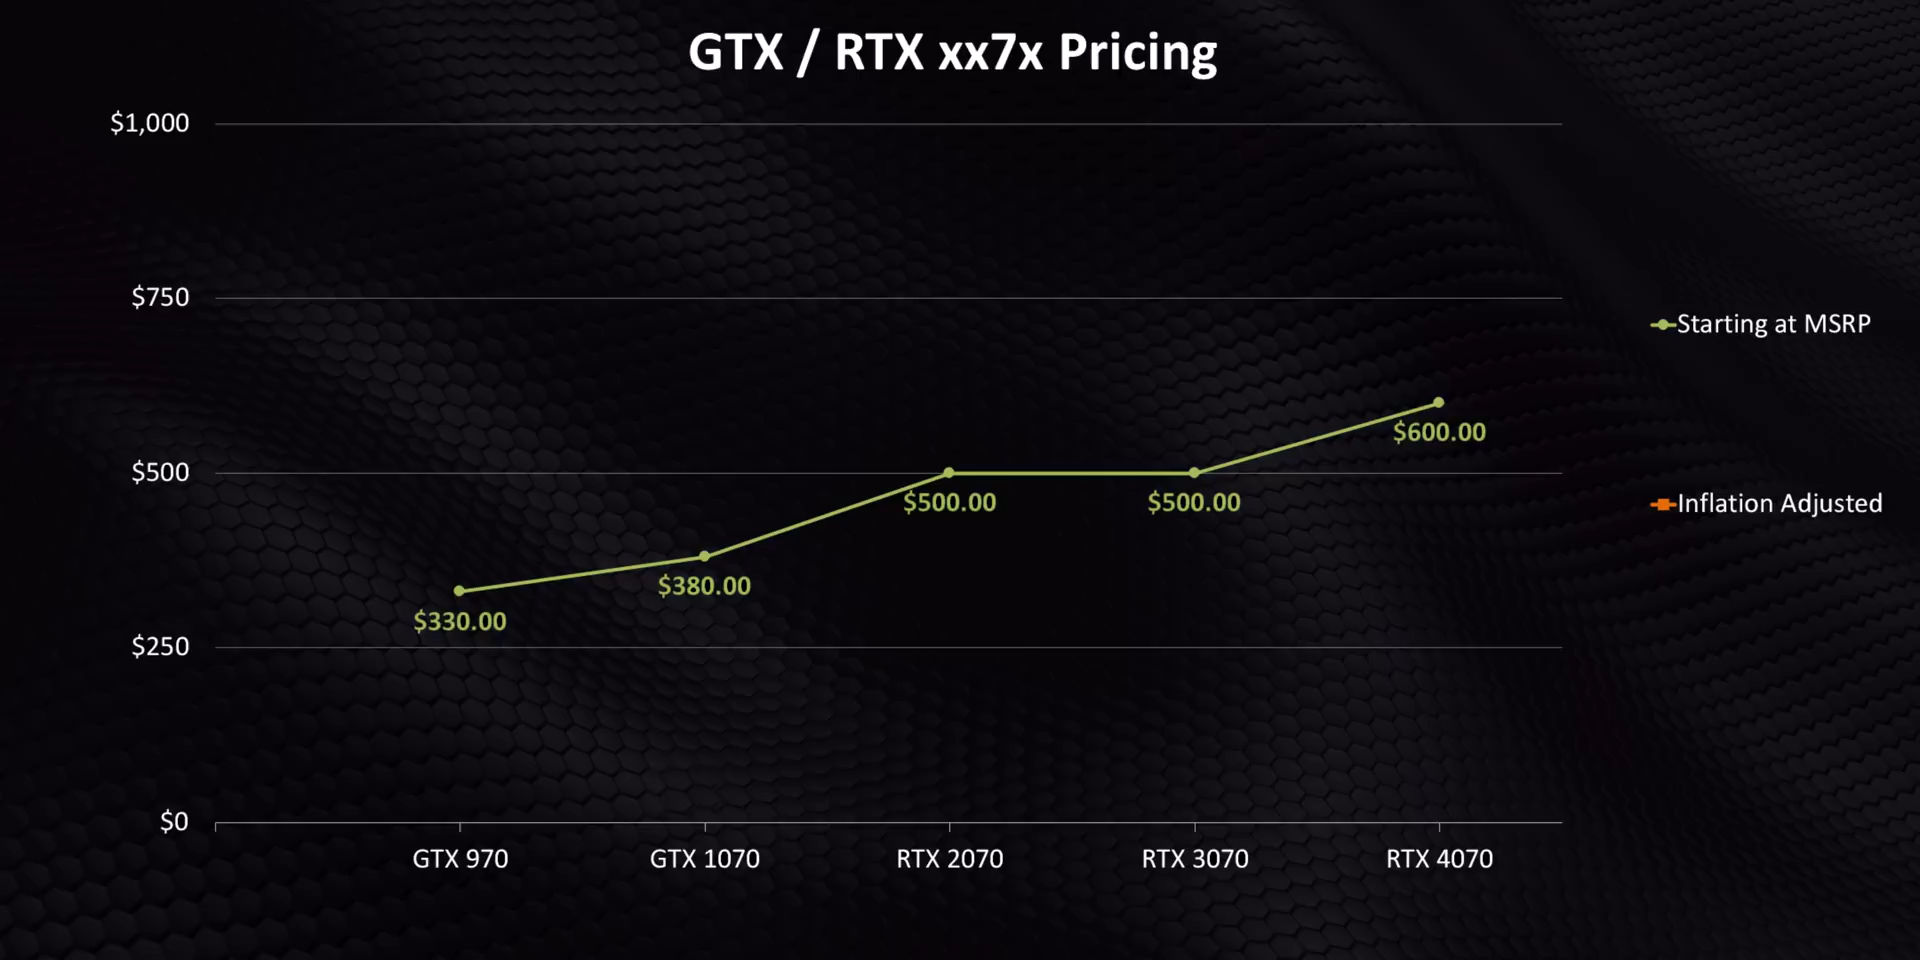 GTX / RTX xx7x Pricing
$1,000
$750
$500
$250
$0
$330.00
$380.00
$500.00
$500.00
$600.00
GTX 970
GTX 1070
RTX 2070
RTX 3070
RTX 4070
Starting at MSRP
Inflation Adjusted